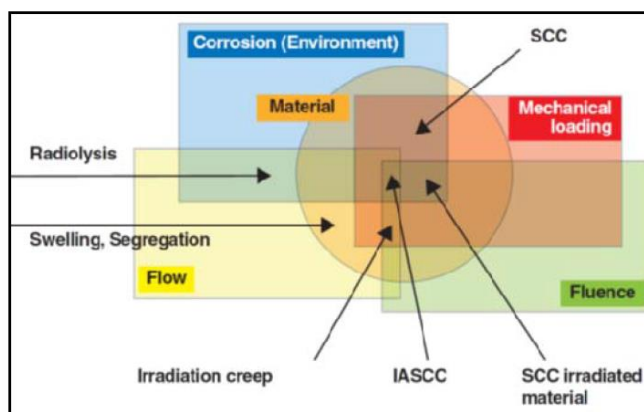 Corrosion (Environment)
SCC
Material
Mechanical
loading
Radiolysis
Swelling, Segregation
Flow
Fluence
Irradiation creep
IASCC
SCC irradiated
material